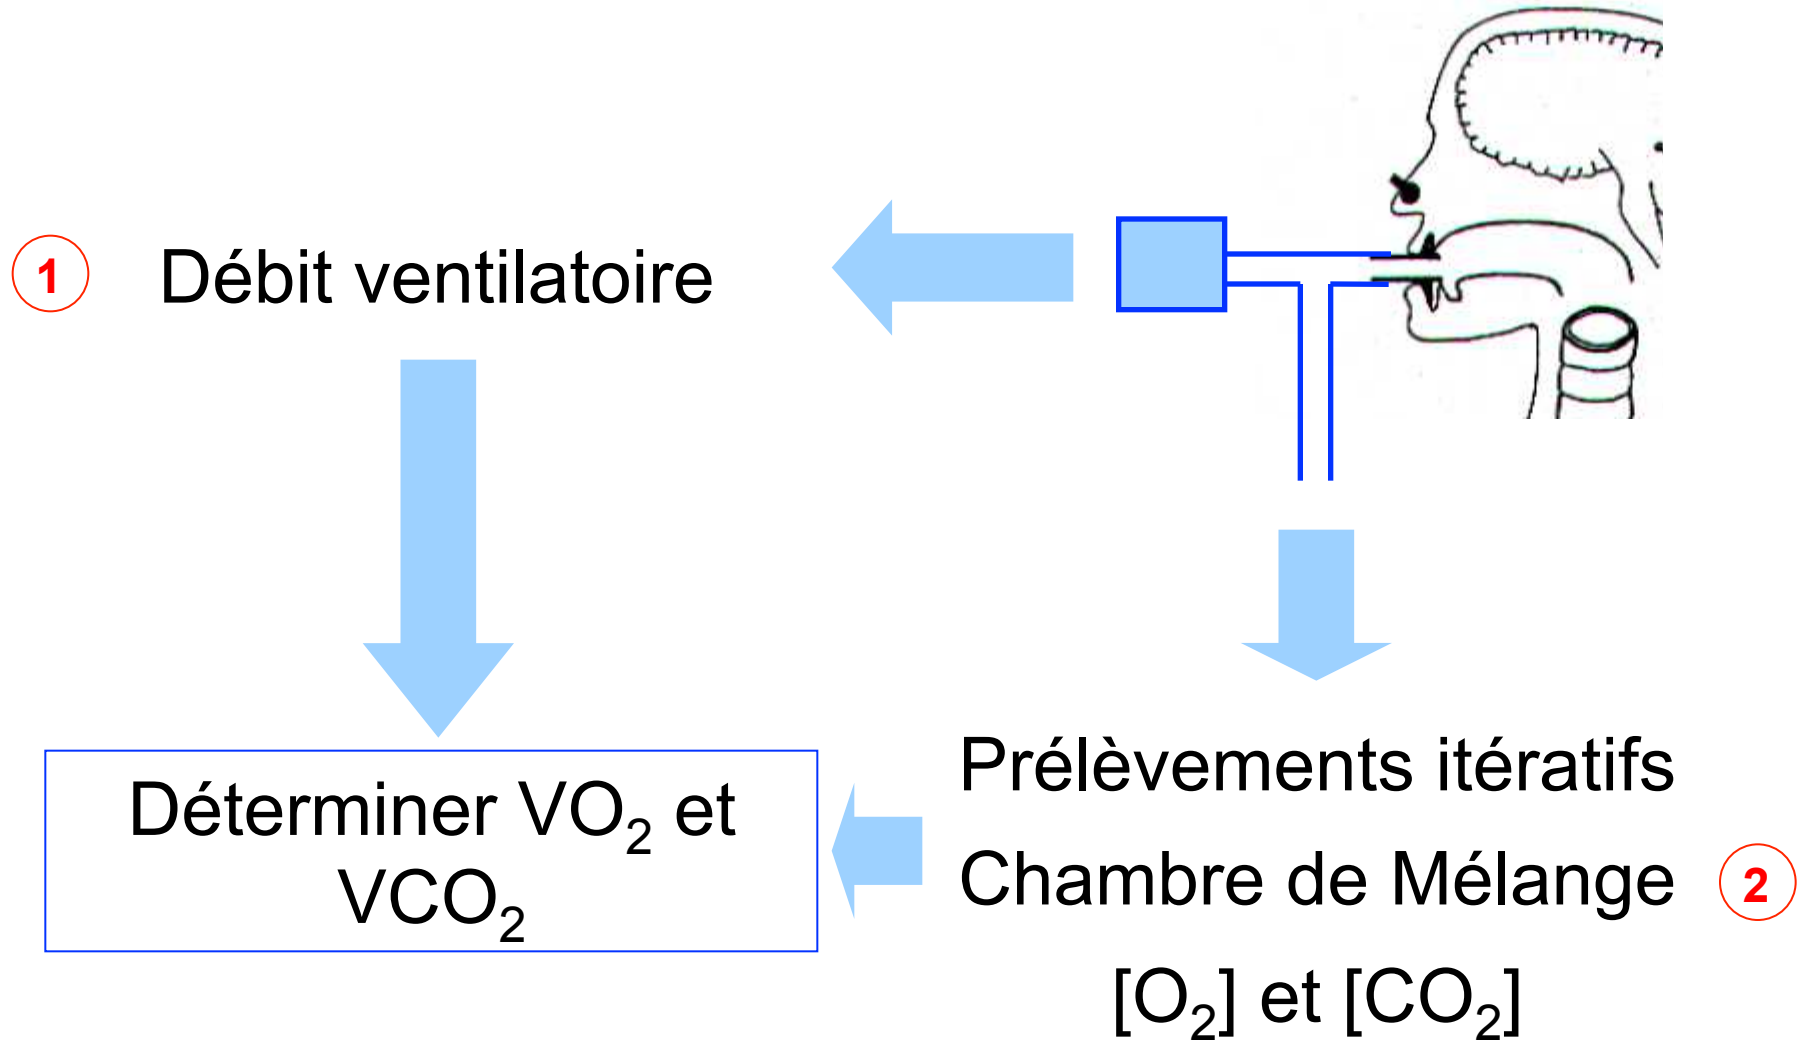 1 Débit ventilatoire
Prélèvements itératifs
Chambre de Mélange 2
[O₂] et [CO₂]
Déterminer VO₂ et
VCO₂